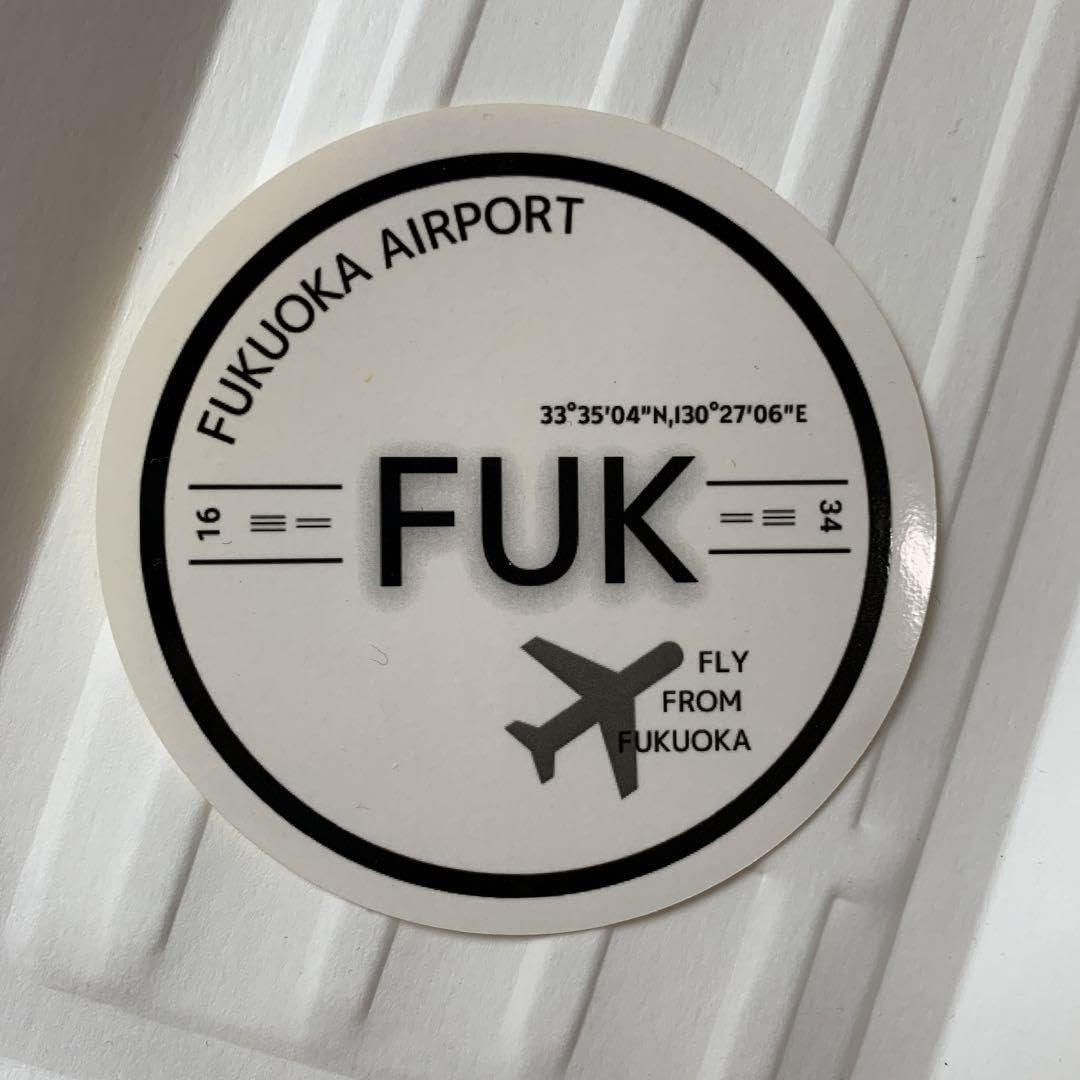 FUKUOKA AIRPORT
33°35'04"N,130°27'06"E
16
FUK
34
FLY
FROM
FUKUOKA